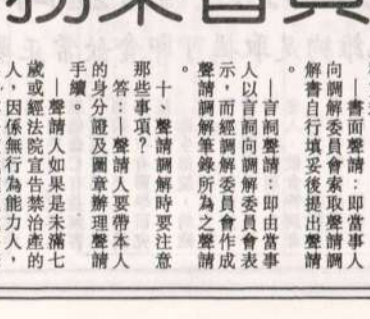 員會業務
｜書面聲請：即當事人
向調解委員會索取聲請調
解書自行填妥後提出聲請
。
｜言詞聲請：即由當事
人以言詞向調解委員會表
示，而經調解委員會作成
聲請調解筆錄所為之聲請
。
十、聲請調解時要注意
那些事項？
答：｜聲請人要帶本人
的身分證及圖章辦理聲請
手續。
｜聲請人如果是未滿七
歲或經法院宣告禁治產的
人，因係無行為能力人，